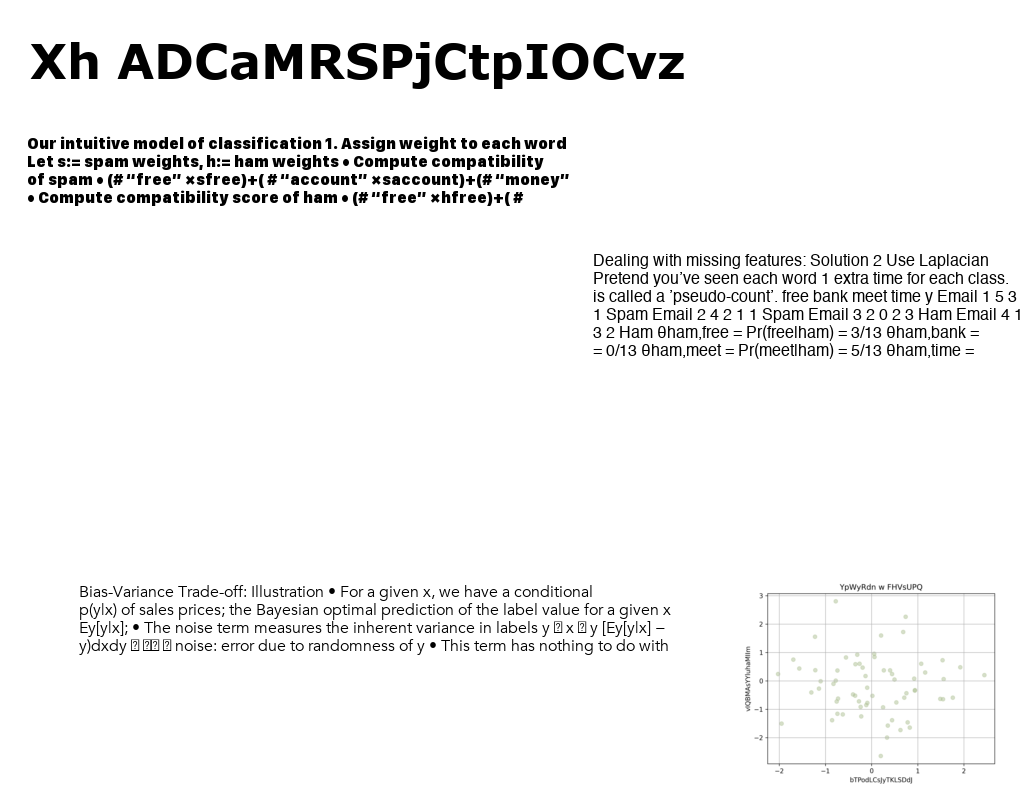 Xh ADCaMRSPjCtpIOCvz
Our intuitive model of classification 1. Assign weight to each word
Let s:= spam weights, h:= ham weights • Compute compatibility
of spam • (# “free” ×sfree)+( # “account” ×saccount)+(# “money”
• Compute compatibility score of ham • (# “free” ×hfree)+( #
Dealing with missing features: Solution 2 Use Laplacian
Pretend you’ve seen each word 1 extra time for each class.
is called a ’pseudo-count’. free bank meet time y Email 1 5 3
1 Spam Email 2 4 2 1 1 Spam Email 3 2 0 2 3 Ham Email 4 1
3 2 Ham θham,free = Pr(free|ham) = 3/13 θham,bank =
= 0/13 θham,meet = Pr(meet|ham) = 5/13 θham,time =
Bias-Variance Trade-off: Illustration • For a given x, we have a conditional
p(y|x) of sales prices; the Bayesian optimal prediction of the label value for a given x
Ey[y|x]; • The noise term measures the inherent variance in labels y x y [Ey[y|x] −
y)dxdy noise: error due to randomness of y • This term has nothing to do with
YpWyRdn w FHVsUPQ
3
2
1
0
−1
−2
−2 −1 0 1 2
bTPodLCsJyTKLSDdJ